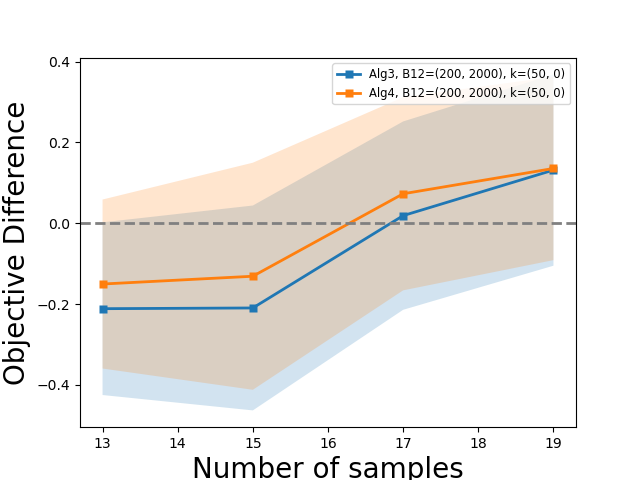 0.4
0.2
0.0
−0.2
−0.4
Objective Difference
Alg3, B12=(200, 2000), k=(50, 0)
Alg4, B12=(200, 2000), k=(50, 0)
13 14 15 16 17 18 19
Number of samples